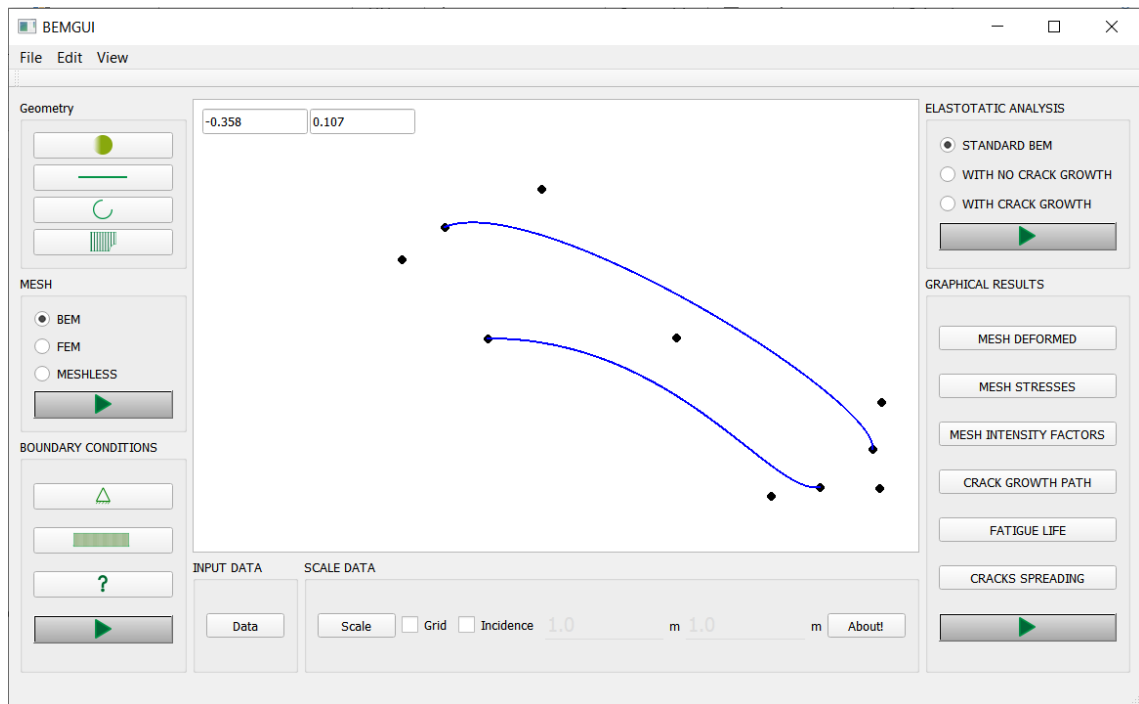 BEMGUI
File Edit View
Geometry
-0.358 0.107
ELASTOTATIC ANALYSIS
STANDARD BEM
WITH NO CRACK GROWTH
WITH CRACK GROWTH
MESH
BEM
FEM
MESHLESS
GRAPHICAL RESULTS
MESH DEFORMED
MESH STRESSES
MESH INTENSITY FACTORS
CRACK GROWTH PATH
FATIGUE LIFE
CRACKS SPREADING
BOUNDARY CONDITIONS
?
INPUT DATA
Data
SCALE DATA
Scale Grid Incidence 1.0 m 1.0 m About!